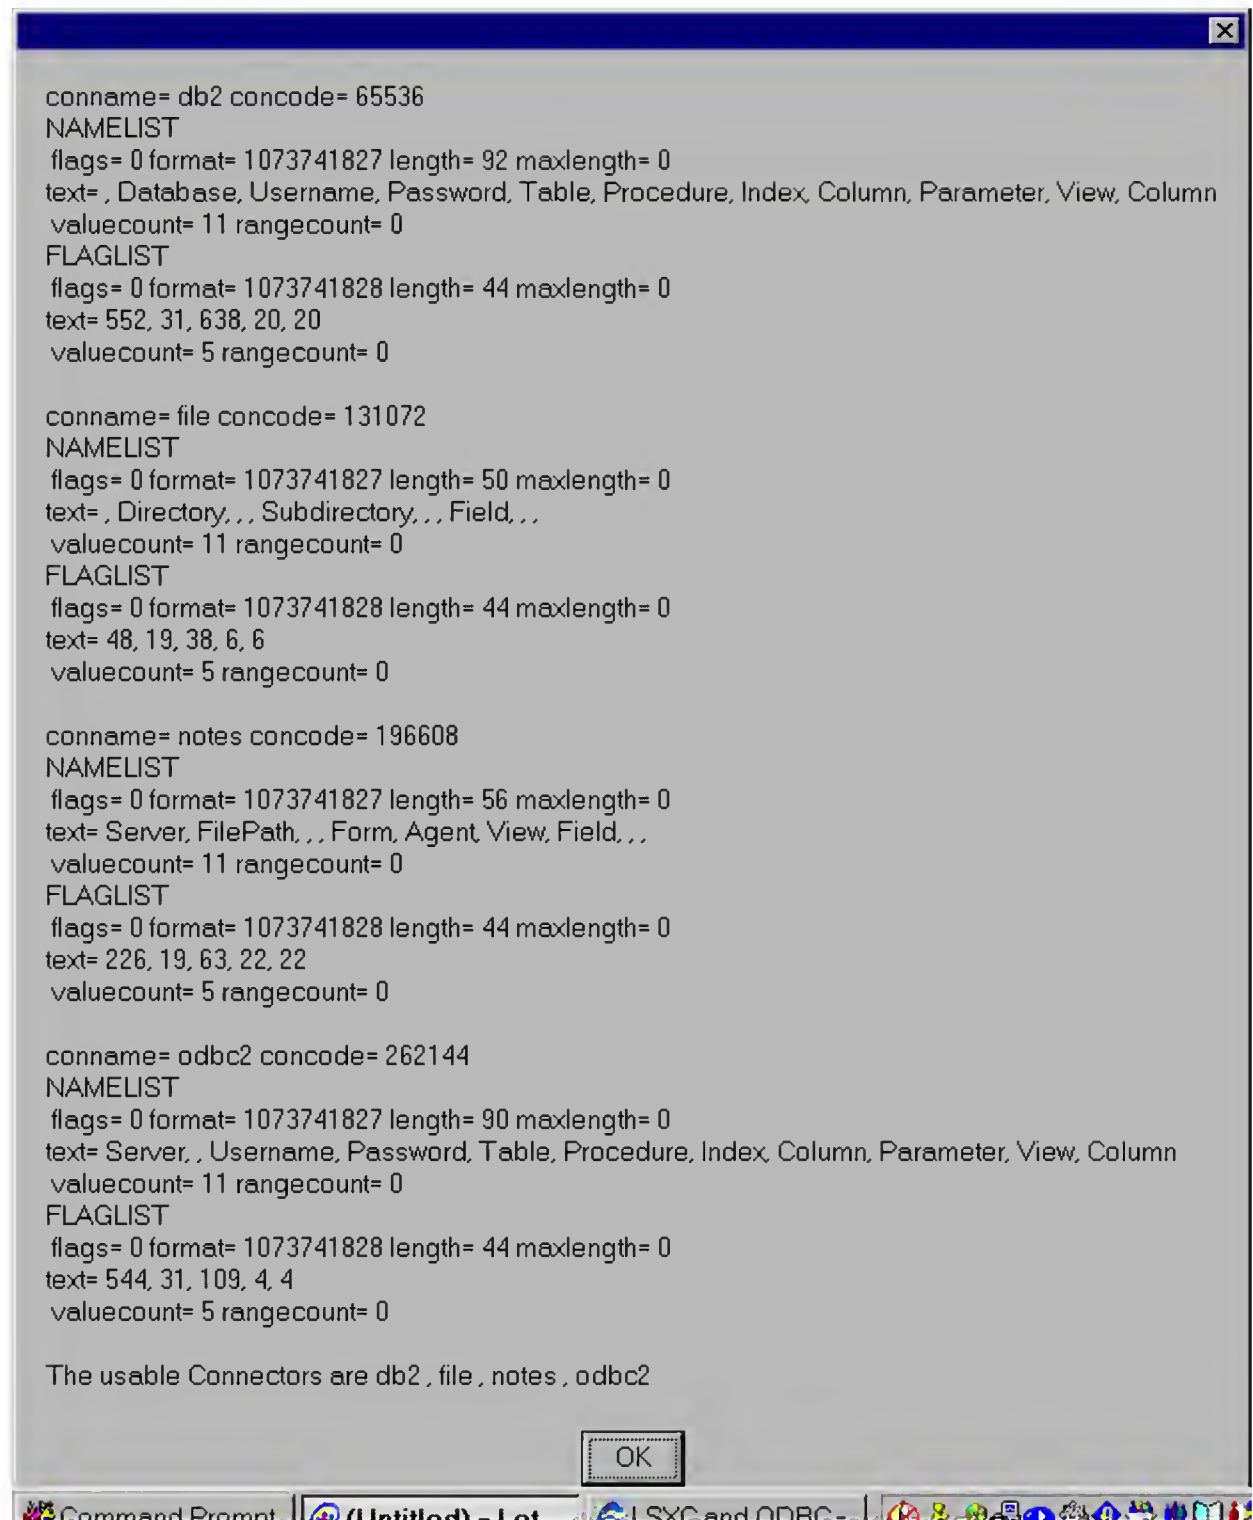 conname= db2 concode= 65536
NAMELIST
flags= 0 format= 1073741827 length= 92 maxlength= 0
text= , Database, Username, Password, Table, Procedure, Index, Column, Parameter, View, Column
valuecount= 11 rangecount= 0
FLAGLIST
flags= 0 format= 1073741828 length= 44 maxlength= 0
text= 552, 31, 638, 20, 20
valuecount= 5 rangecount= 0
conname= file concode= 131072
NAMELIST
flags= 0 format= 1073741827 length= 50 maxlength= 0
text= , Directory, , , Subdirectory, , , Field, , ,
valuecount= 11 rangecount= 0
FLAGLIST
flags= 0 format= 1073741828 length= 44 maxlength= 0
text= 48, 19, 38, 6, 6
valuecount= 5 rangecount= 0
conname= notes concode= 196608
NAMELIST
flags= 0 format= 1073741827 length= 56 maxlength= 0
text= Server, FilePath, , , Form, Agent, View, Field, , ,
valuecount= 11 rangecount= 0
FLAGLIST
flags= 0 format= 1073741828 length= 44 maxlength= 0
text= 226, 19, 63, 22, 22
valuecount= 5 rangecount= 0
conname= odbc2 concode= 262144
NAMELIST
flags= 0 format= 1073741827 length= 90 maxlength= 0
text= Server, , Username, Password, Table, Procedure, Index, Column, Parameter, View, Column
valuecount= 11 rangecount= 0
FLAGLIST
flags= 0 format= 1073741828 length= 44 maxlength= 0
text= 544, 31, 109, 4, 4
valuecount= 5 rangecount= 0
The usable Connectors are db2 , file , notes , odbc2
OK
Command Prompt (Untitled) - Lot... LSXC and ODBC -